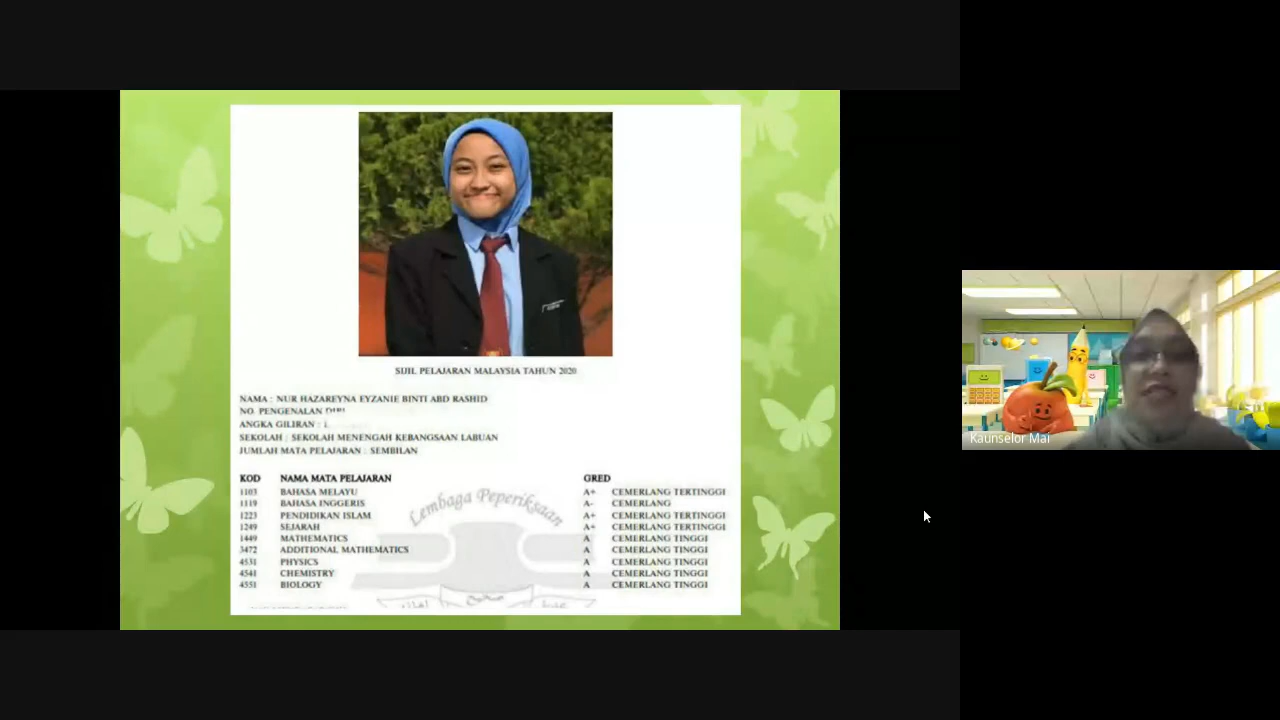 SIJIL PELAJARAN MALAYSIA TAHUN 2020
NAMA : NUR HAZAREYNA EYZANIE BINTI ABD RASHID
NO. PENGENALAN DIRI
ANGKA GILIRAN :
SEKOLAH : SEKOLAH MENENGAH KEBANGSAAN LABUAN
JUMLAH MATA PELAJARAN : SEMBILAN
KOD NAMA MATA PELAJARAN GRED
1103 BAHASA MELAYU A+ CEMERLANG TERTINGGI
1119 BAHASA INGGERIS A- CEMERLANG
1223 PENDIDIKAN ISLAM A+ CEMERLANG TERTINGGI
1249 SEJARAH A+ CEMERLANG TERTINGGI
1449 MATHEMATICS A CEMERLANG TINGGI
3472 ADDITIONAL MATHEMATICS A CEMERLANG TINGGI
4531 PHYSICS A CEMERLANG TINGGI
4541 CHEMISTRY A CEMERLANG TINGGI
4551 BIOLOGY A CEMERLANG TINGGI
Lembaga Peperiksaan
Kaunselor Mai